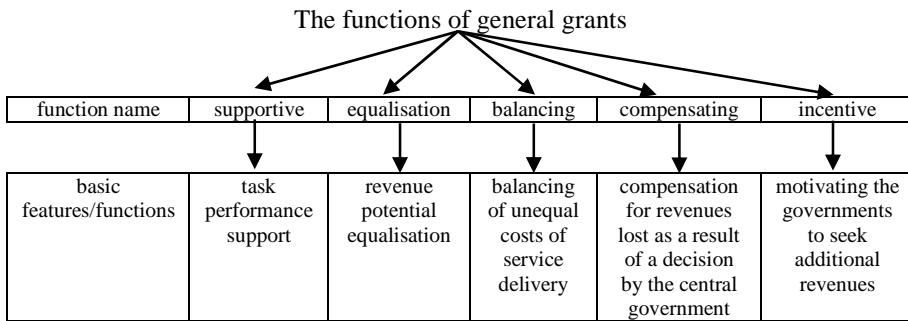 The functions of general grants
function name supportive equalisation balancing compensating incentive
basic
features/functions
task
performance
support
revenue
potential
equalisation
balancing
of unequal
costs of
service
delivery
compensation
for revenues
lost as a result
of a decision
by the central
government
motivating the
governments
to seek
additional
revenues